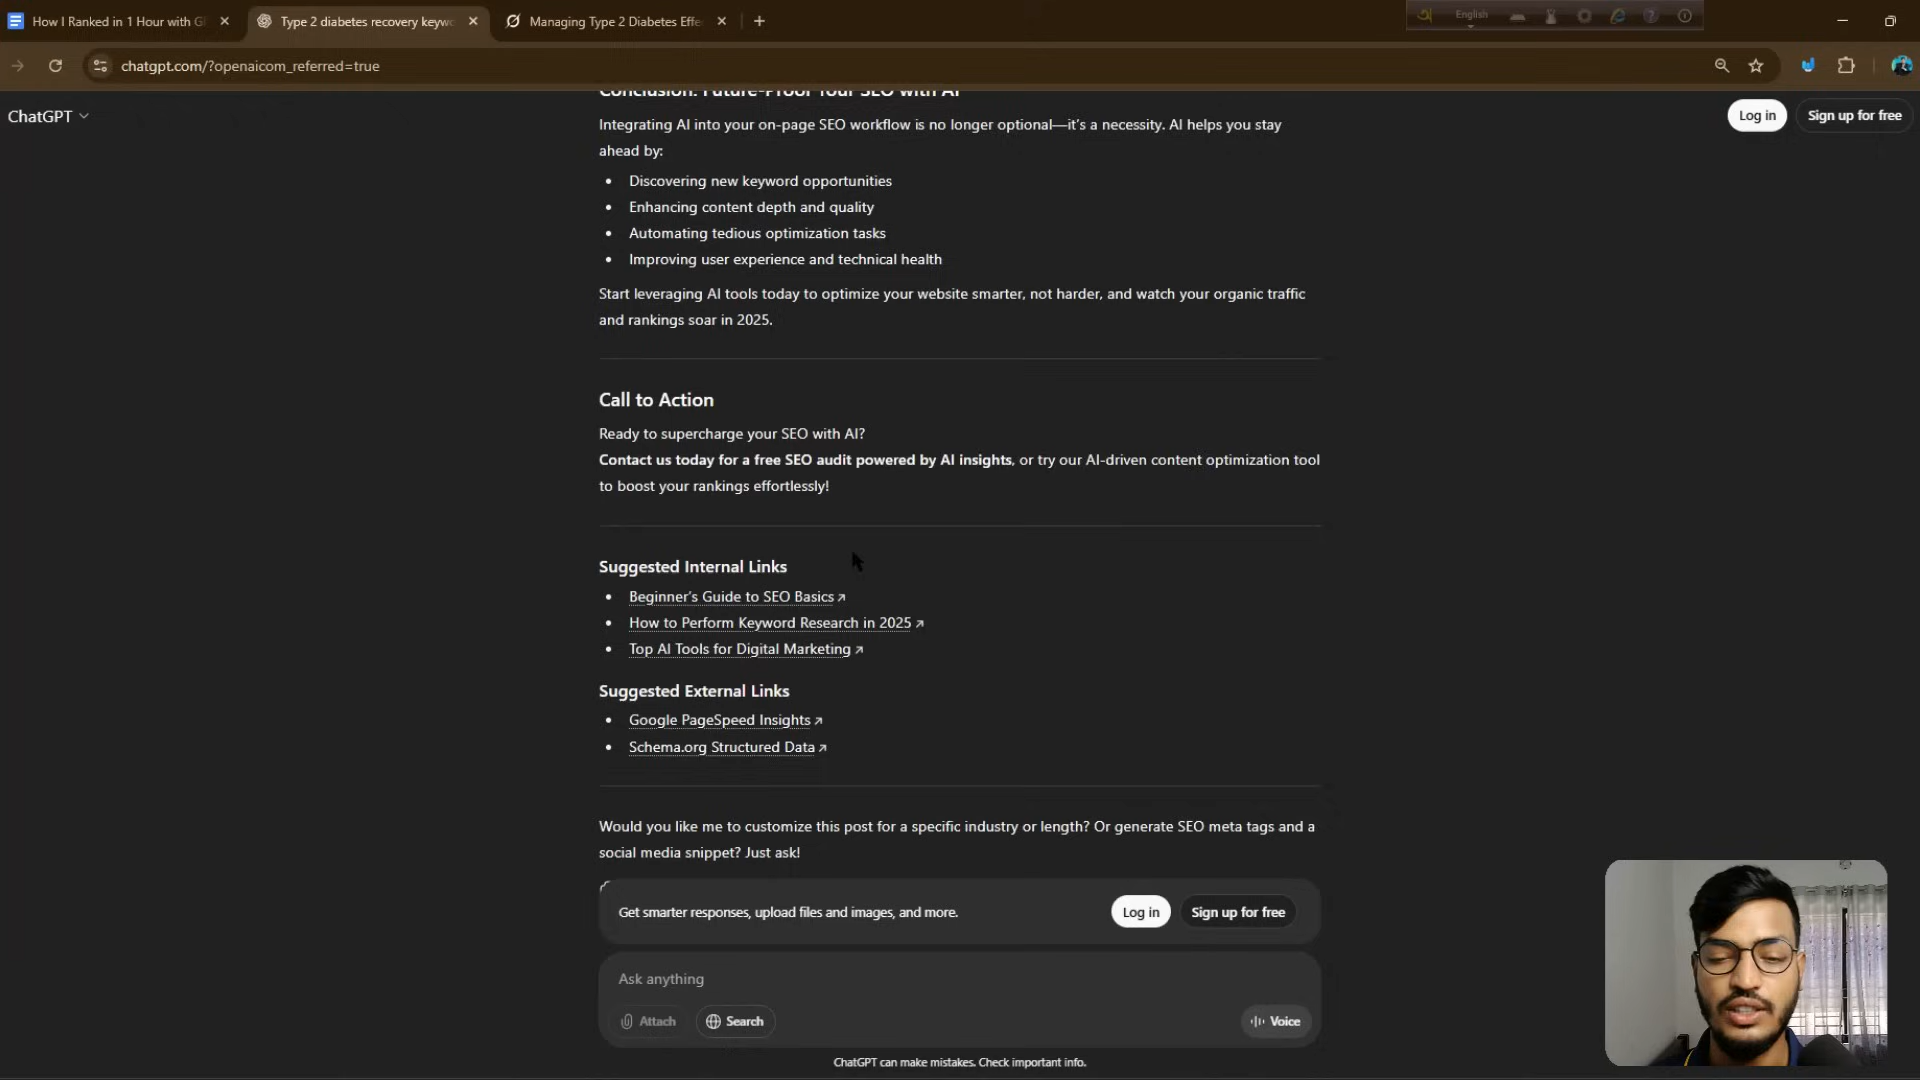 How I Ranked in 1 Hour with G
Type 2 diabetes recovery keywo
Managing Type 2 Diabetes Effe
English
chatgpt.com/?openaicom_referred=true
ChatGPT
Log in
Sign up for free
Conclusion: Future-Proof Your SEO with AI
Integrating AI into your on-page SEO workflow is no longer optional—it's a necessity. AI helps you stay
ahead by:
• Discovering new keyword opportunities
• Enhancing content depth and quality
• Automating tedious optimization tasks
• Improving user experience and technical health
Start leveraging AI tools today to optimize your website smarter, not harder, and watch your organic traffic
and rankings soar in 2025.
Call to Action
Ready to supercharge your SEO with AI?
Contact us today for a free SEO audit powered by AI insights, or try our AI-driven content optimization tool
to boost your rankings effortlessly!
Suggested Internal Links
• Beginner's Guide to SEO Basics
• How to Perform Keyword Research in 2025
• Top AI Tools for Digital Marketing
Suggested External Links
• Google PageSpeed Insights
• Schema.org Structured Data
Would you like me to customize this post for a specific industry or length? Or generate SEO meta tags and a
social media snippet? Just ask!
Get smarter responses, upload files and images, and more.
Log in
Sign up for free
Ask anything
Attach
Search
Voice
ChatGPT can make mistakes. Check important info.